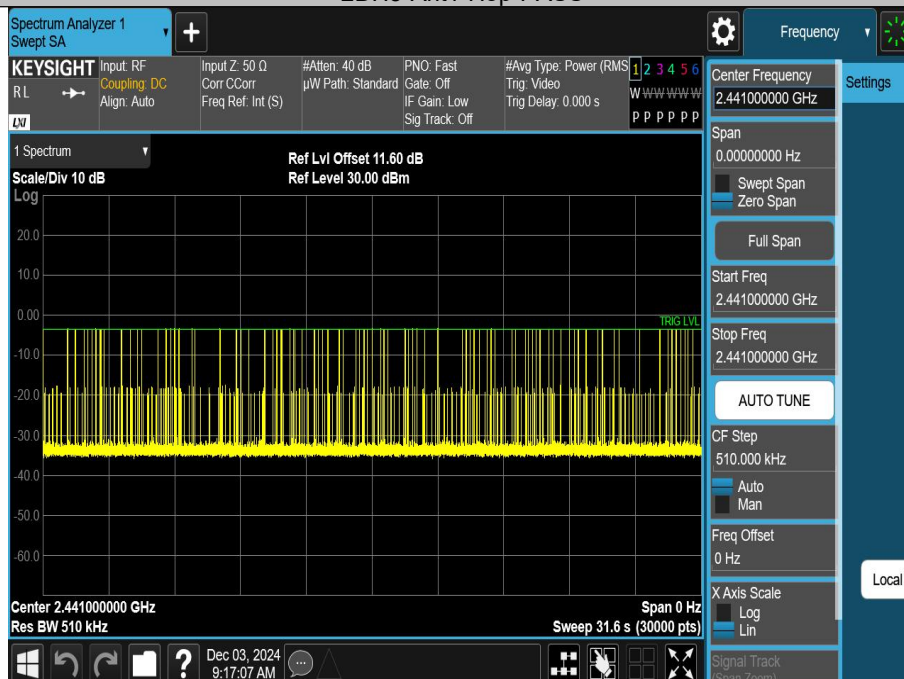 Spectrum Analyzer 1
Swept SA
+
Frequency
KEYSIGHT
R L
LXI
Input: RF
Coupling: DC
Align: Auto
Input Z: 50 Ω
Corr CCorr
Freq Ref: Int (S)
#Atten: 40 dB
µW Path: Standard
PNO: Fast
Gate: Off
IF Gain: Low
Sig Track: Off
#Avg Type: Power (RMS
Trig: Video
Trig Delay: 0.000 s
1 2 3 4 5 6
W W W W W W
P P P P P P
Center Frequency
2.441000000 GHz
Settings
Span
0.00000000 Hz
Swept Span
Zero Span
Full Span
Start Freq
2.441000000 GHz
Stop Freq
2.441000000 GHz
AUTO TUNE
CF Step
510.000 kHz
Auto
Man
Freq Offset
0 Hz
X Axis Scale
Log
Lin
Signal Track
(Span Zoom)
Local
1 Spectrum
Scale/Div 10 dB
Ref Lvl Offset 11.60 dB
Ref Level 30.00 dBm
Log
20.0
10.0
0.00
TRIG LVL
-10.0
-20.0
-30.0
-40.0
-50.0
-60.0
Center 2.441000000 GHz
Span 0 Hz
Res BW 510 kHz
Sweep 31.6 s (30000 pts)
?
Dec 03, 2024
9:17:07 AM